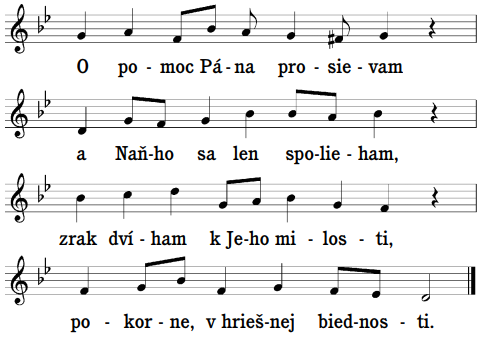 O po - moc Pá - na pro - sie - vam
a Naň-ho sa len spo-lie-ham,
zrak dví - ham k Je-ho mi - los - ti,
po - kor - ne, v hrieš-nej bied-nos - ti.